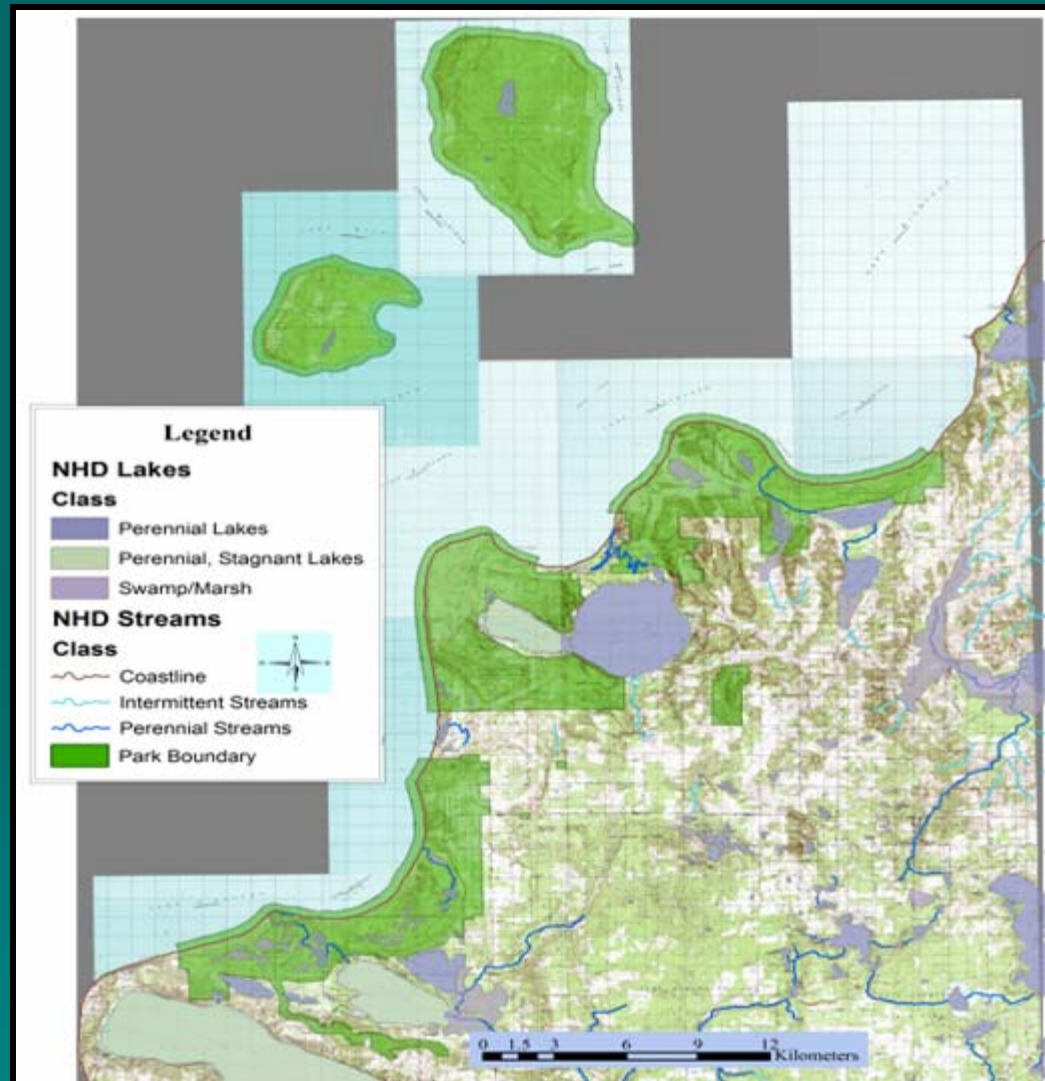 Legend
NHD Lakes
Class
Perennial Lakes
Perennial, Stagnant Lakes
Swamp/Marsh
NHD Streams
Class
Coastline
Intermittent Streams
Perennial Streams
Park Boundary
0 1.5 3 6 9 12
Kilometers